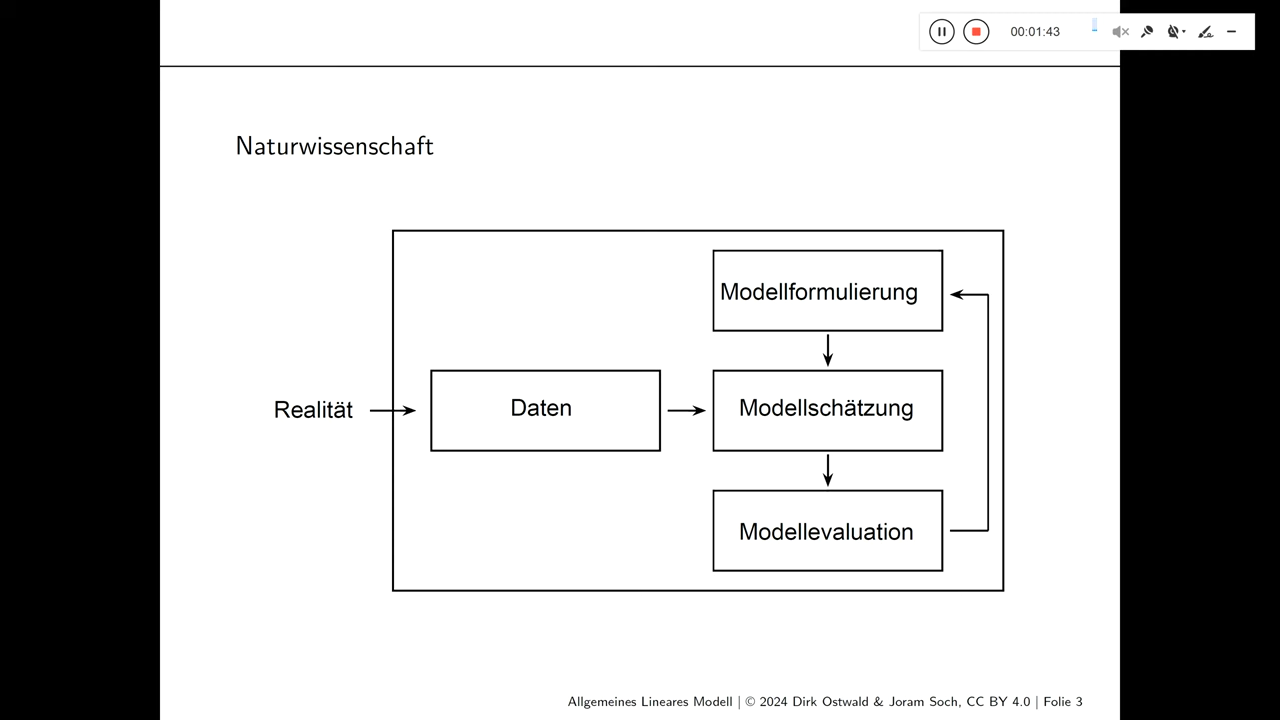 00:01:43
Naturwissenschaft
Modellformulierung
Realität
Daten
Modellschätzung
Modellevaluation
Allgemeines Lineares Modell | © 2024 Dirk Ostwald & Joram Soch, CC BY 4.0 | Folie 3